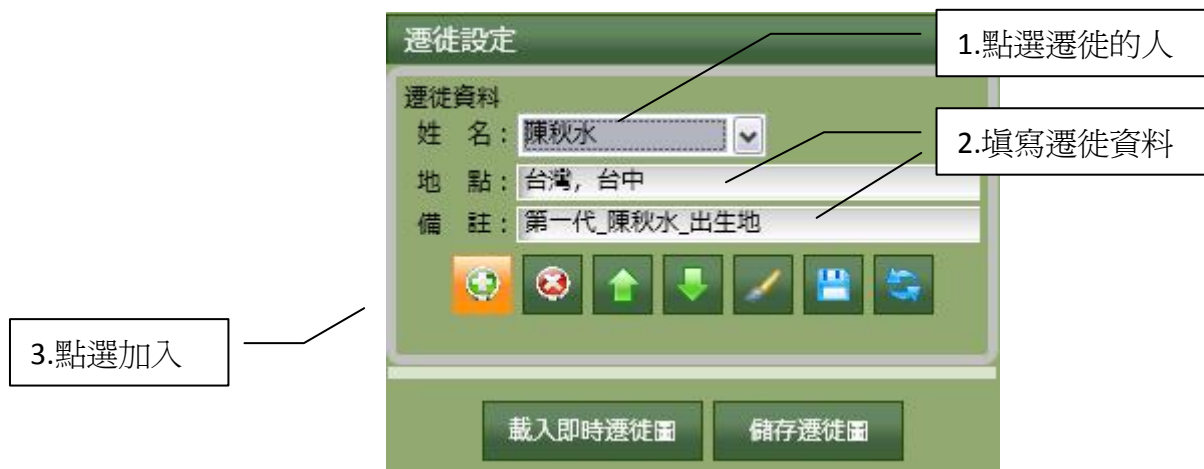 遷徙設定
1.點選遷徙的人
遷徙資料
姓 名：陳秋水
2.填寫遷徙資料
地 點：台灣, 台中
備 註：第一代_陳秋水_出生地
3.點選加入
載入即時遷徙圖
儲存遷徙圖